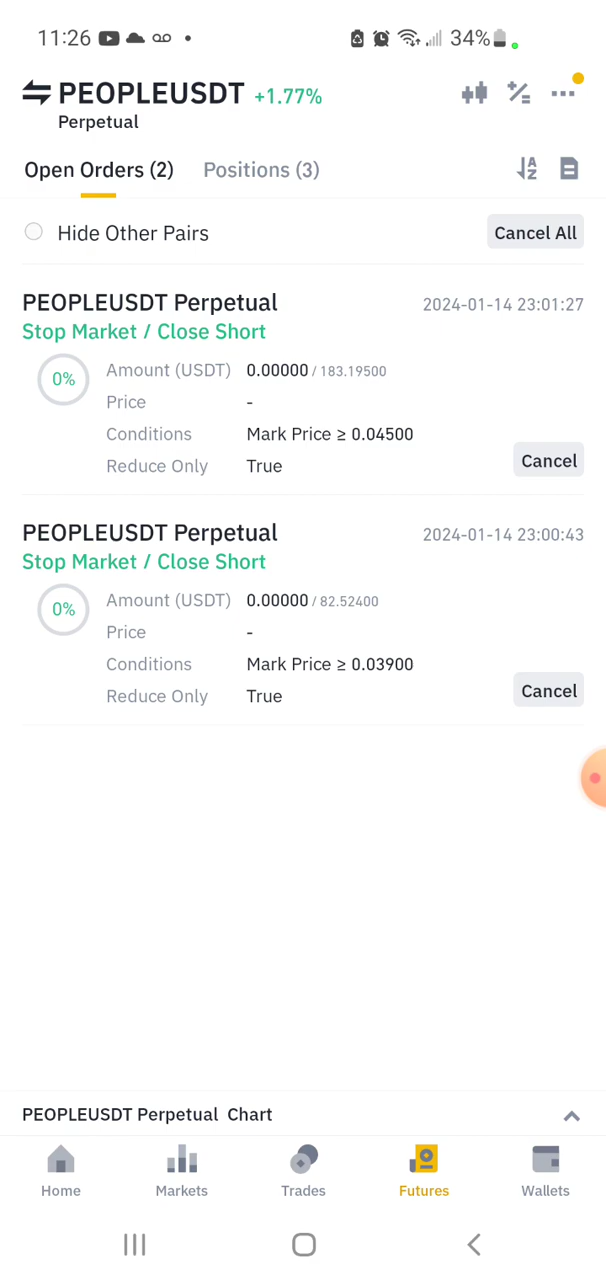 11:26 34%
PEOPLEUSDT +1.77%
Perpetual
Open Orders (2) Positions (3)
Hide Other Pairs Cancel All
PEOPLEUSDT Perpetual 2024-01-14 23:01:27
Stop Market / Close Short
0% Amount (USDT) 0.00000 / 183.19500
Price -
Conditions Mark Price ≥ 0.04500
Reduce Only True Cancel
PEOPLEUSDT Perpetual 2024-01-14 23:00:43
Stop Market / Close Short
0% Amount (USDT) 0.00000 / 82.52400
Price -
Conditions Mark Price ≥ 0.03900
Reduce Only True Cancel
PEOPLEUSDT Perpetual Chart
Home Markets Trades Futures Wallets